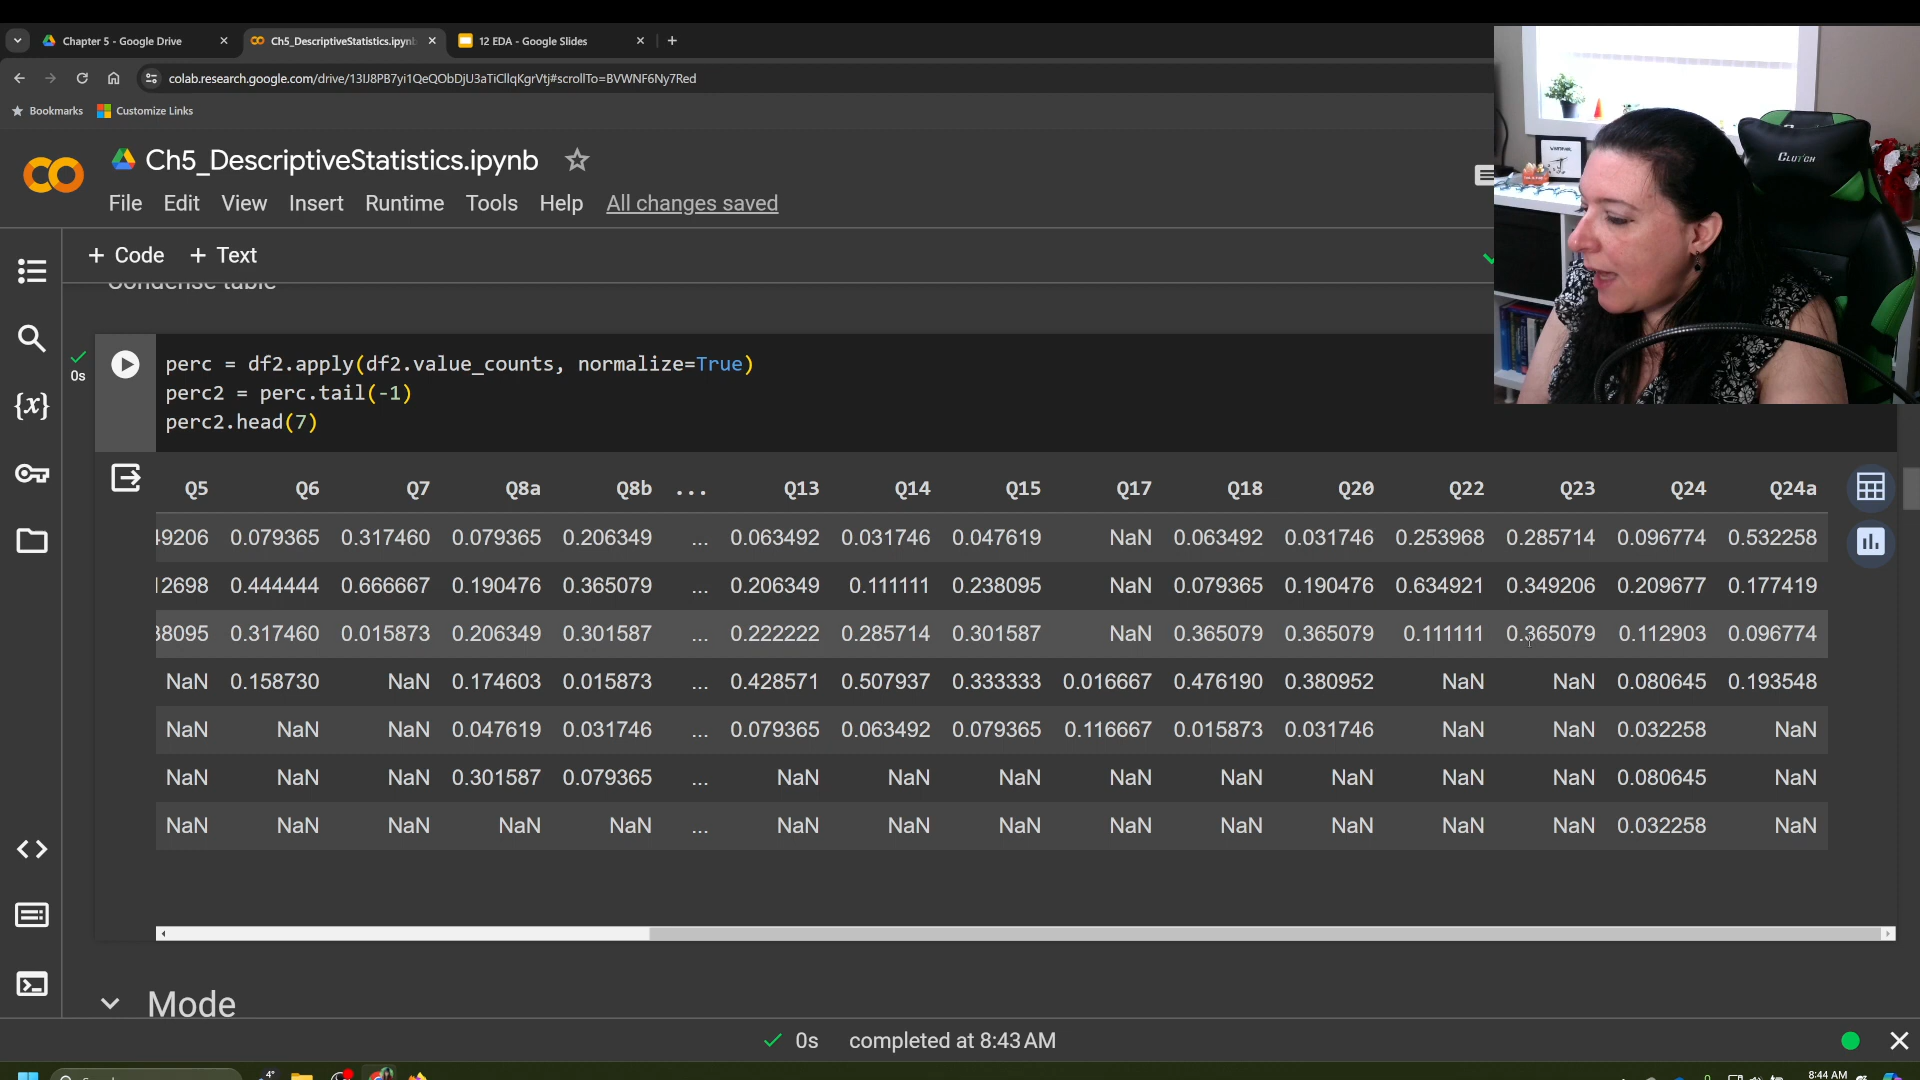 Chapter 5 - Google Drive
Ch5_DescriptiveStatistics.ipynb
12 EDA - Google Slides
colab.research.google.com/drive/13IJ8PB7yi1QeQObDjU3aTiCllqKgrVtj#scrollTo=BVWNF6Ny7Red
Bookmarks
Customize Links
Ch5_DescriptiveStatistics.ipynb
File Edit View Insert Runtime Tools Help All changes saved
+ Code + Text
Condense table
0s
perc = df2.apply(df2.value_counts, normalize=True)
perc2 = perc.tail(-1)
perc2.head(7)
Q5 Q6 Q7 Q8a Q8b ... Q13 Q14 Q15 Q17 Q18 Q20 Q22 Q23 Q24 Q24a
49206 0.079365 0.317460 0.079365 0.206349 ... 0.063492 0.031746 0.047619 NaN 0.063492 0.031746 0.253968 0.285714 0.096774 0.532258
12698 0.444444 0.666667 0.190476 0.365079 ... 0.206349 0.111111 0.238095 NaN 0.079365 0.190476 0.634921 0.349206 0.209677 0.177419
38095 0.317460 0.015873 0.206349 0.301587 ... 0.222222 0.285714 0.301587 NaN 0.365079 0.365079 0.111111 0.365079 0.112903 0.096774
NaN 0.158730 NaN 0.174603 0.015873 ... 0.428571 0.507937 0.333333 0.016667 0.476190 0.380952 NaN NaN 0.080645 0.193548
NaN NaN NaN 0.047619 0.031746 ... 0.079365 0.063492 0.079365 0.116667 0.015873 0.031746 NaN NaN 0.032258 NaN
NaN NaN NaN 0.301587 0.079365 ... NaN NaN NaN NaN NaN NaN NaN NaN 0.080645 NaN
NaN NaN NaN NaN NaN ... NaN NaN NaN NaN NaN NaN NaN NaN 0.032258 NaN
Mode
0s completed at 8:43 AM
4°
8:44 AM
CLUTCH